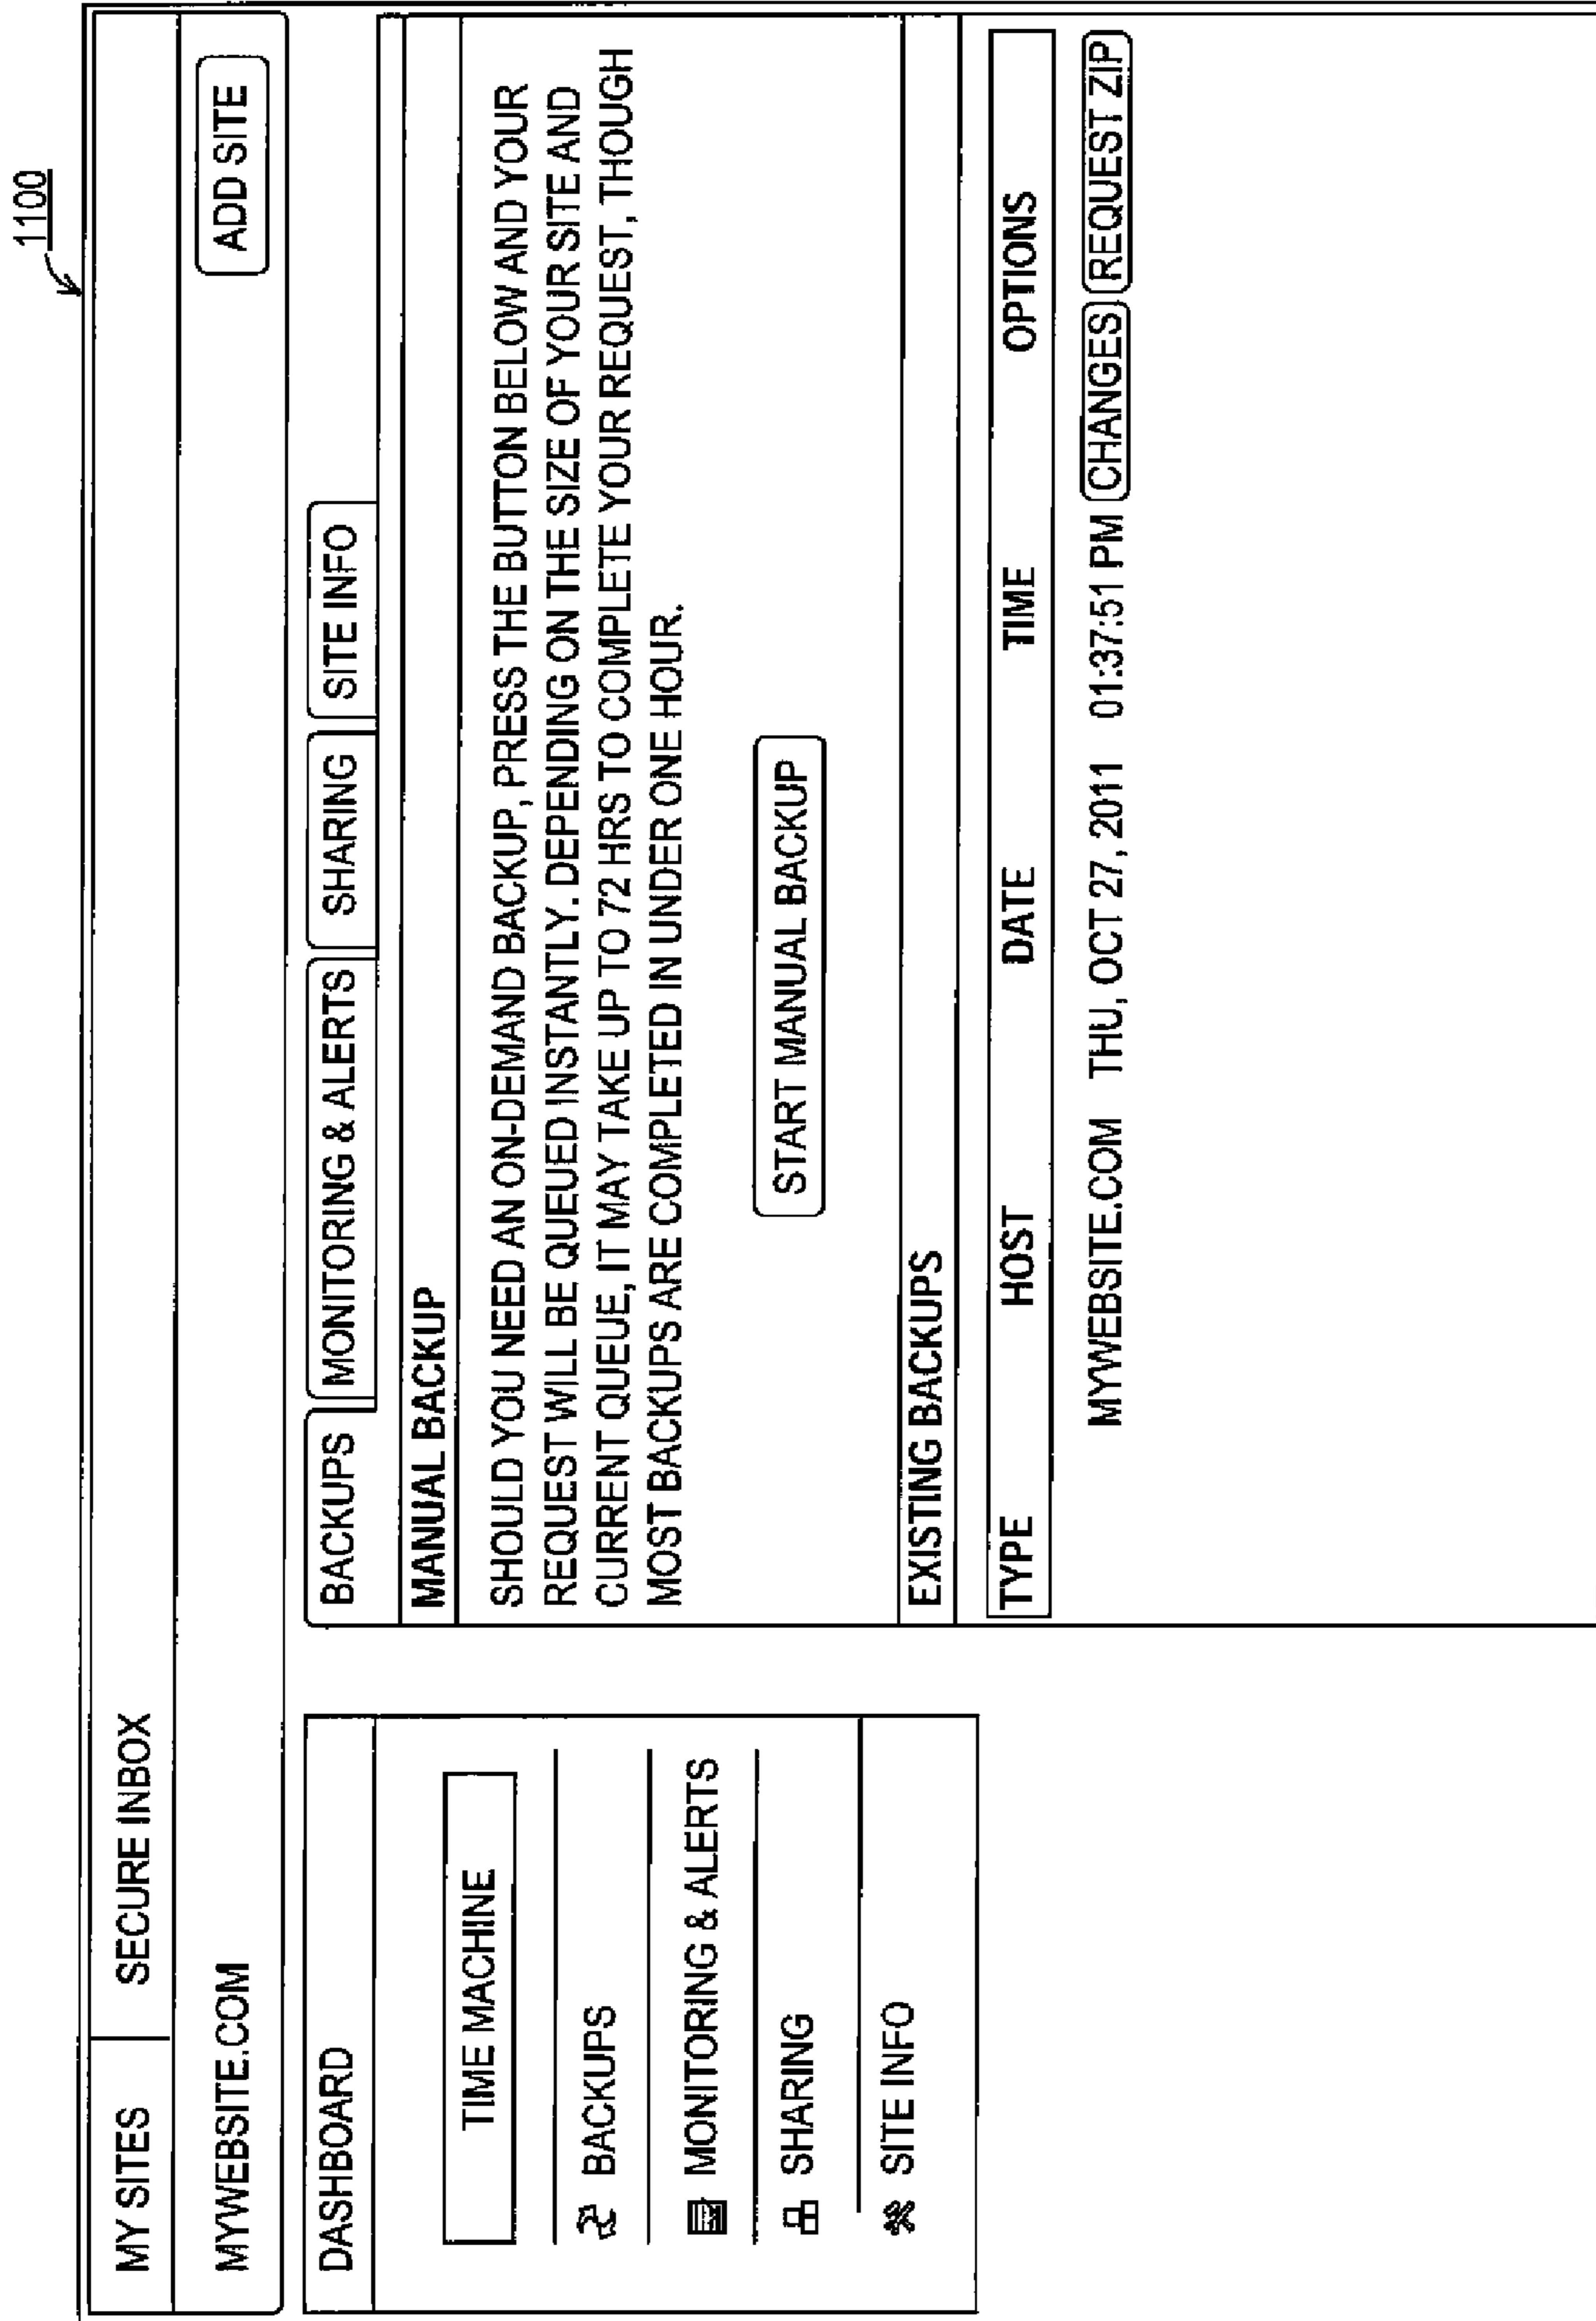 1100
MY SITES SECURE INBOX
MYWEBSITE.COM ADD SITE
DASHBOARD
TIME MACHINE
BACKUPS
MONITORING & ALERTS
SHARING
SITE INFO
BACKUPS MONITORING & ALERTS SHARING SITE INFO
MANUAL BACKUP
SHOULD YOU NEED AN ON-DEMAND BACKUP, PRESS THE BUTTON BELOW AND YOUR
REQUEST WILL BE QUEUED INSTANTLY. DEPENDING ON THE SIZE OF YOUR SITE AND
CURRENT QUEUE, IT MAY TAKE UP TO 72 HRS TO COMPLETE YOUR REQUEST, THOUGH
MOST BACKUPS ARE COMPLETED IN UNDER ONE HOUR.
START MANUAL BACKUP
EXISTING BACKUPS
TYPE HOST DATE TIME OPTIONS
MYWEBSITE.COM THU, OCT 27, 2011 01:37:51 PM CHANGES REQUEST ZIP